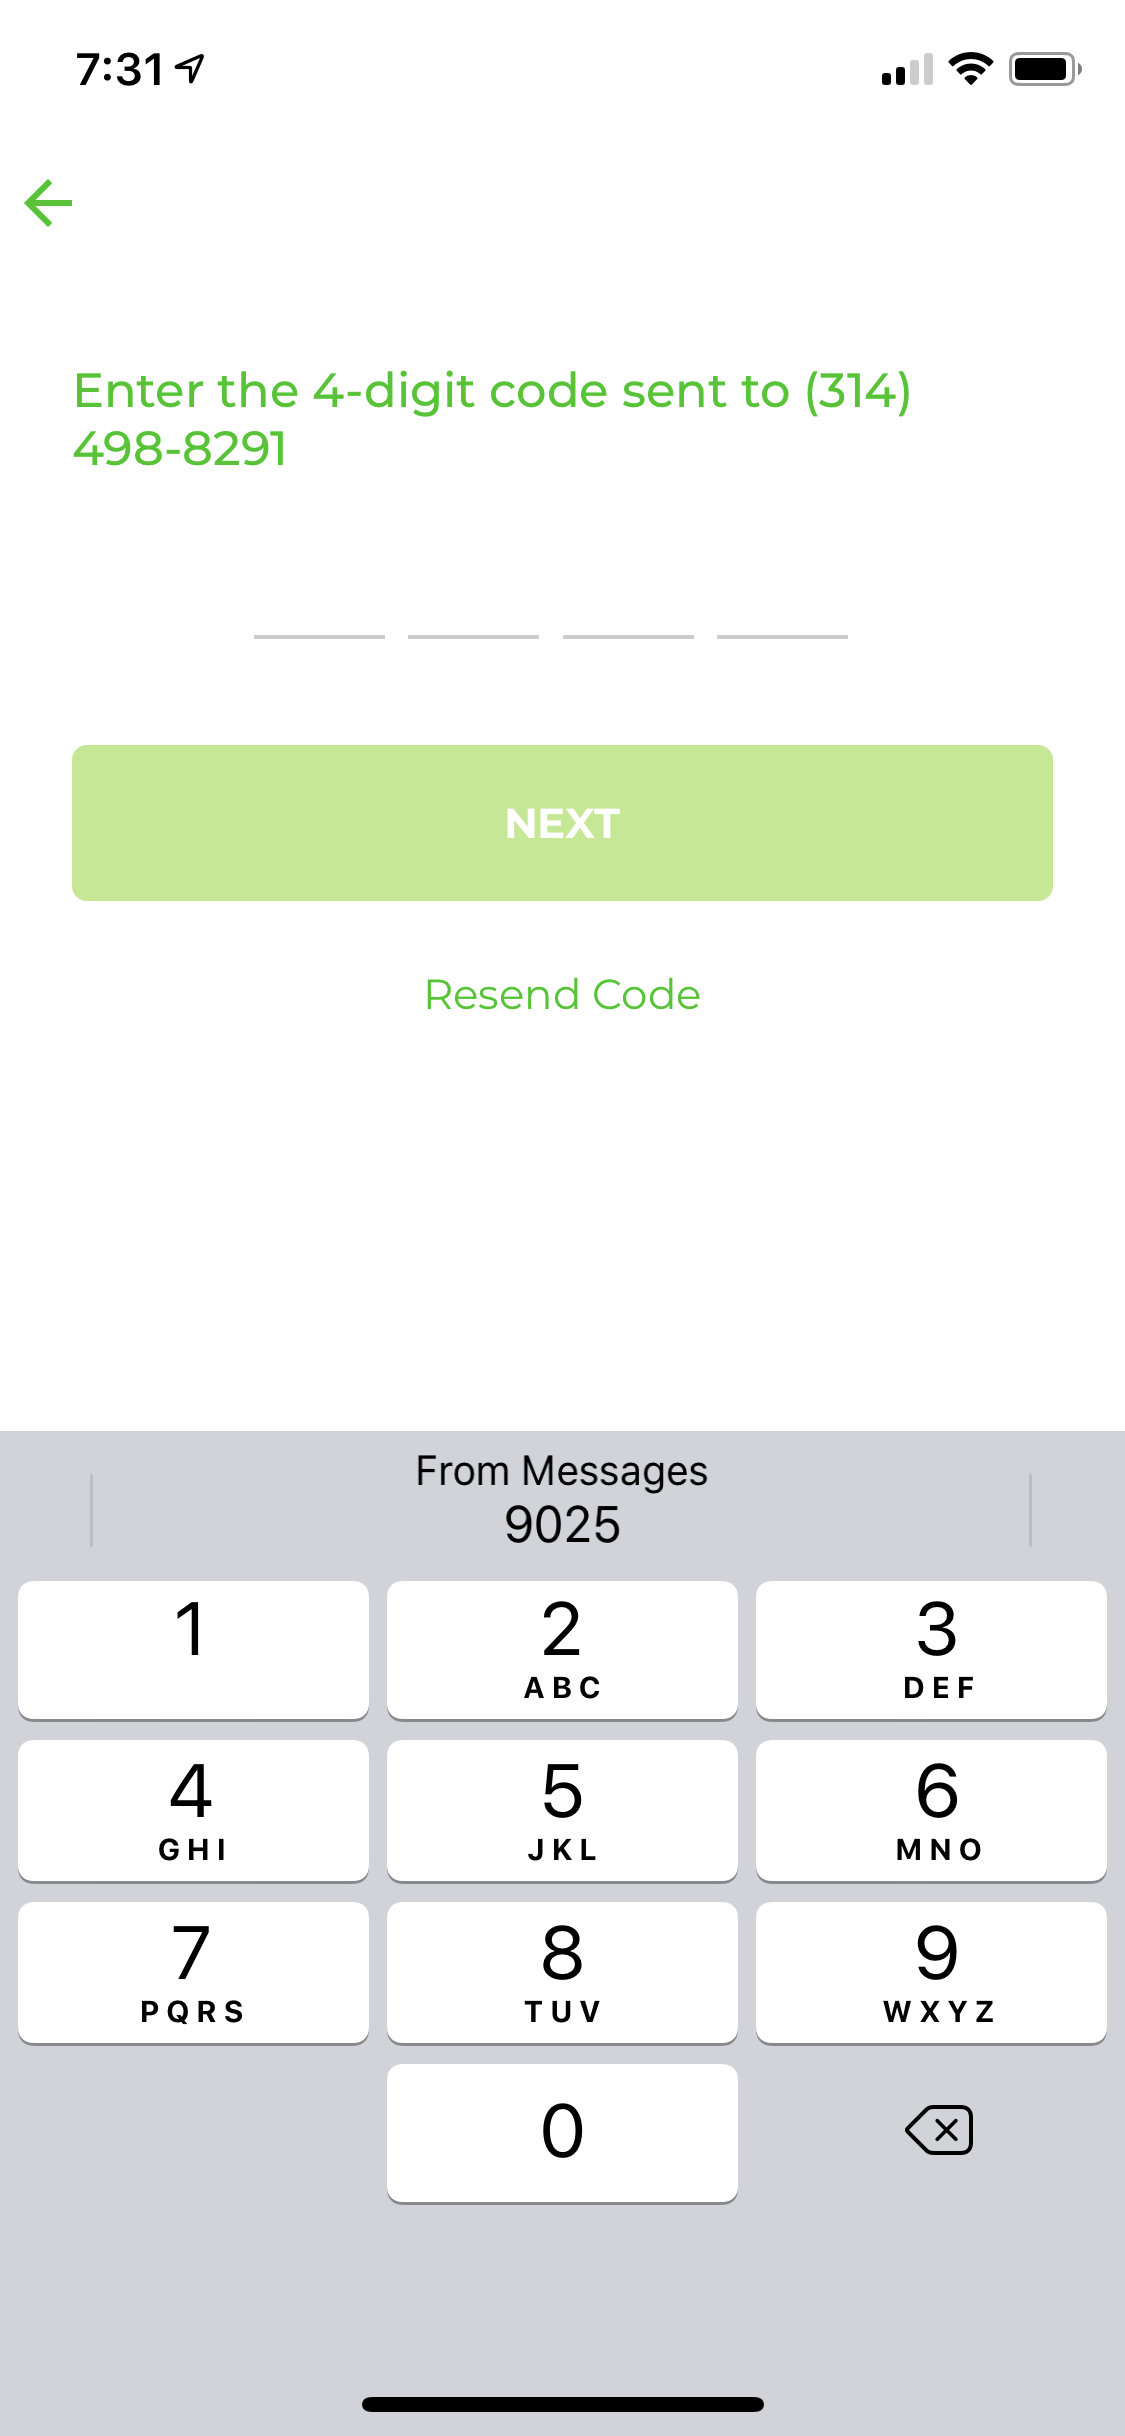 7:31
Enter the 4-digit code sent to (314)
498-8291
NEXT
Resend Code
From Messages
9025
1
2
ABC
3
DEF
4
GHI
5
JKL
6
MNO
7
PQRS
8
TUV
9
WXYZ
0